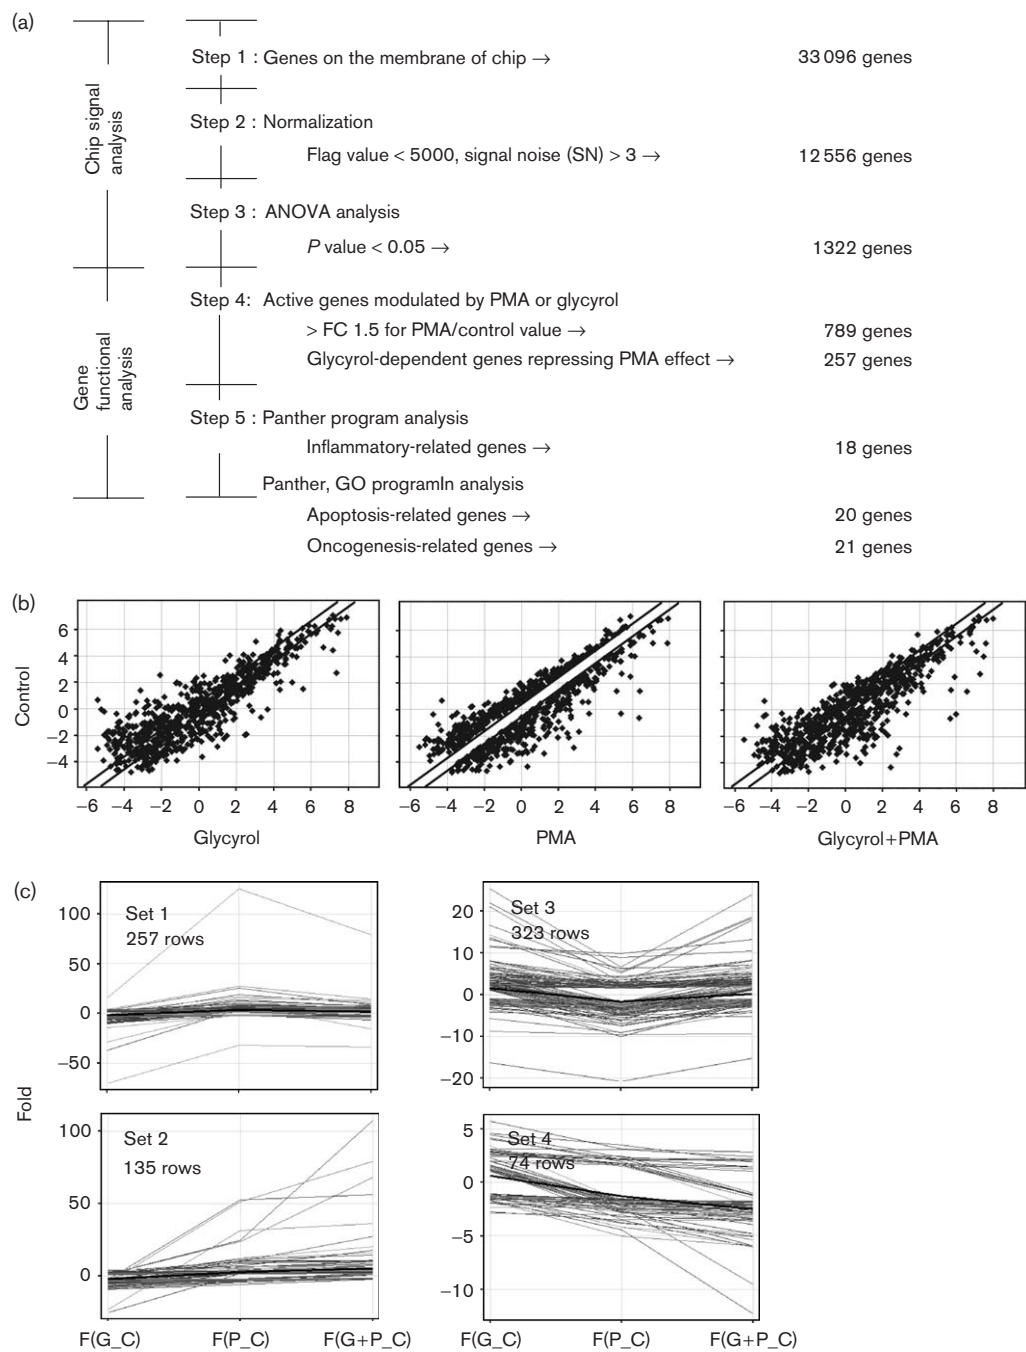 (a)
Chip signal
analysis
Step 1 : Genes on the membrane of chip → 33 096 genes
Step 2 : Normalization
Flag value < 5000, signal noise (SN) > 3 → 12 556 genes
Step 3 : ANOVA analysis
P value < 0.05 → 1322 genes
Gene
functional
analysis
Step 4: Active genes modulated by PMA or glycyrol
> FC 1.5 for PMA/control value → 789 genes
Glycyrol-dependent genes repressing PMA effect → 257 genes
Step 5 : Panther program analysis
Inflammatory-related genes → 18 genes
Panther, GO programIn analysis
Apoptosis-related genes → 20 genes
Oncogenesis-related genes → 21 genes
(b)
Control
6
4
2
0
−2
−4
−6 −4 −2 0 2 4 6 8
Glycyrol
−6 −4 −2 0 2 4 6 8
PMA
−6 −4 −2 0 2 4 6 8
Glycyrol+PMA
(c)
Fold
100
50
0
−50
Set 1
257 rows
20
10
0
−10
−20
Set 3
323 rows
100
50
0
Set 2
135 rows
F(G_C) F(P_C) F(G+P_C)
5
0
−5
−10
Set 4
74 rows
F(G_C) F(P_C) F(G+P_C)